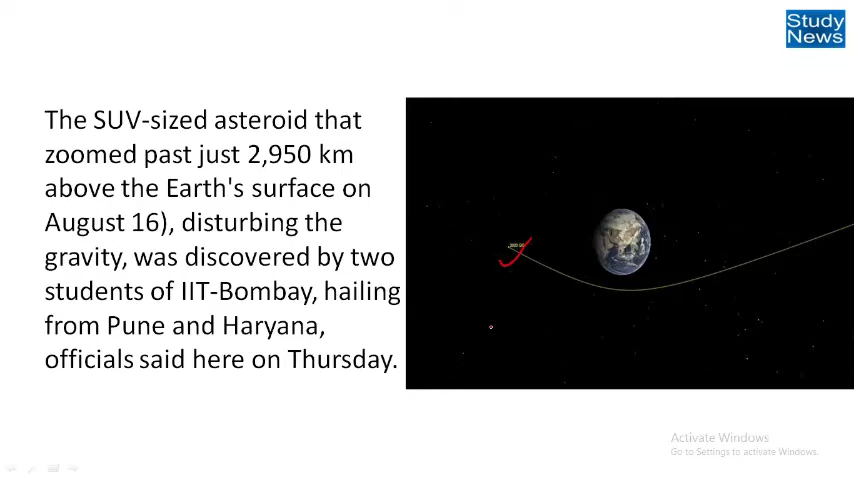 Study
News
The SUV-sized asteroid that
zoomed past just 2,950 km
above the Earth's surface on
August 16), disturbing the
gravity, was discovered by two
students of IIT-Bombay, hailing
from Pune and Haryana,
officials said here on Thursday.
Activate Windows
Go to Settings to activate Windows.